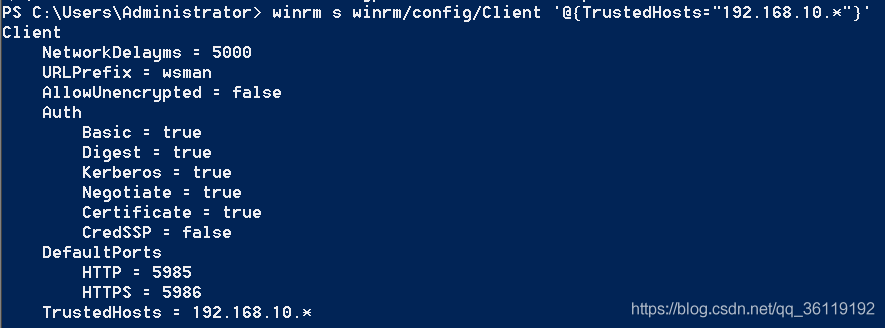 PS C:\Users\Administrator> winrm s winrm/config/Client '@{TrustedHosts="192.168.10.*"}'
Client
    NetworkDelayms = 5000
    URLPrefix = wsman
    AllowUnencrypted = false
    Auth
        Basic = true
        Digest = true
        Kerberos = true
        Negotiate = true
        Certificate = true
        CredSSP = false
    DefaultPorts
        HTTP = 5985
        HTTPS = 5986
    TrustedHosts = 192.168.10.*
https://blog.csdn.net/qq_36119192